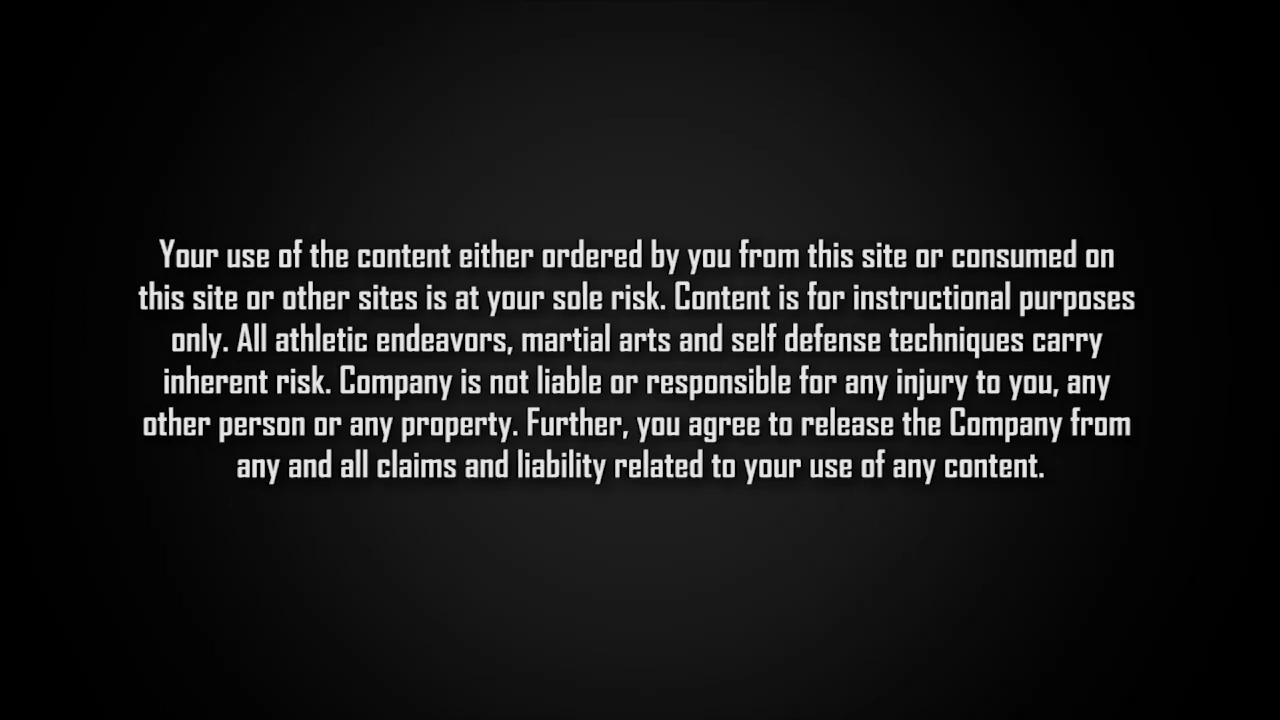 Your use of the content either ordered by you from this site or consumed on
this site or other sites is at your sole risk. Content is for instructional purposes
only. All athletic endeavors, martial arts and self defense techniques carry
inherent risk. Company is not liable or responsible for any injury to you, any
other person or any property. Further, you agree to release the Company from
any and all claims and liability related to your use of any content.